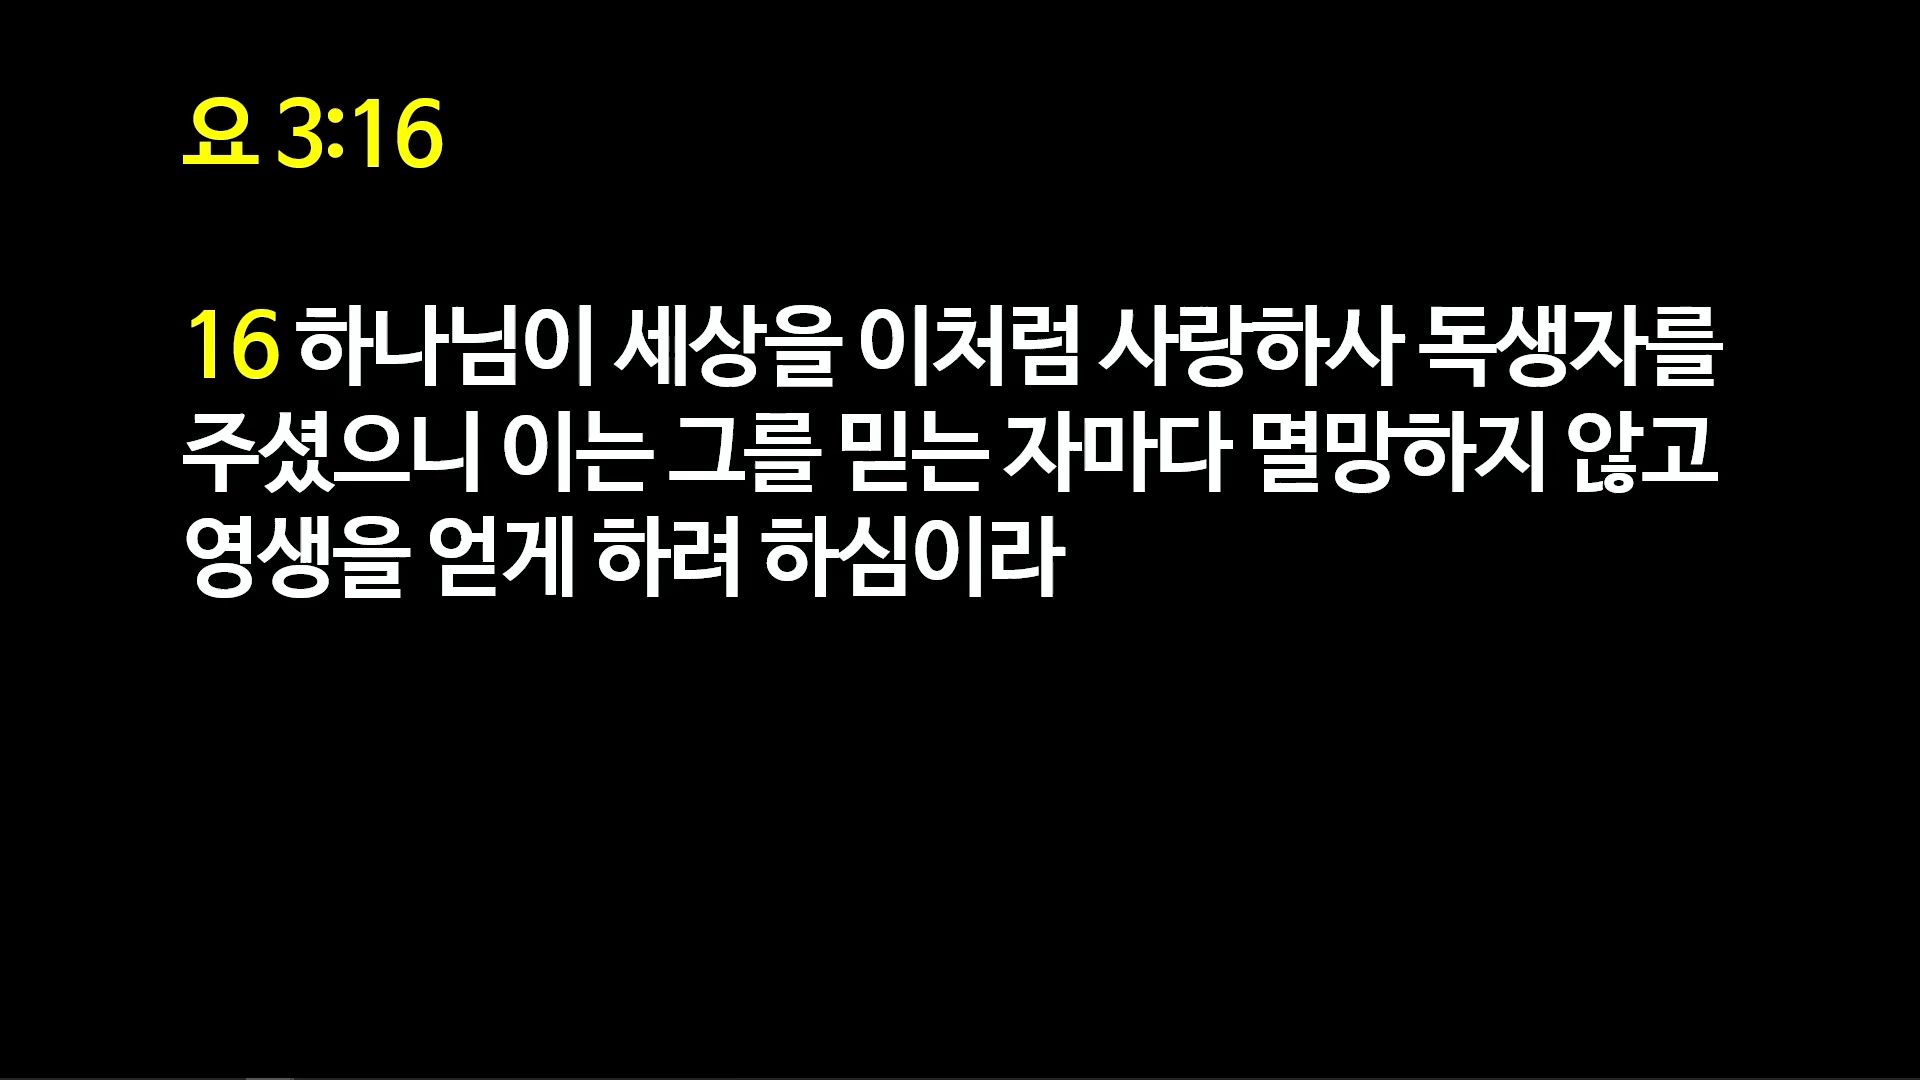 요 3:16
16 하나님이 세상을 이처럼 사랑하사 독생자를
주셨으니 이는 그를 믿는 자마다 멸망하지 않고
영생을 얻게 하려 하심이라